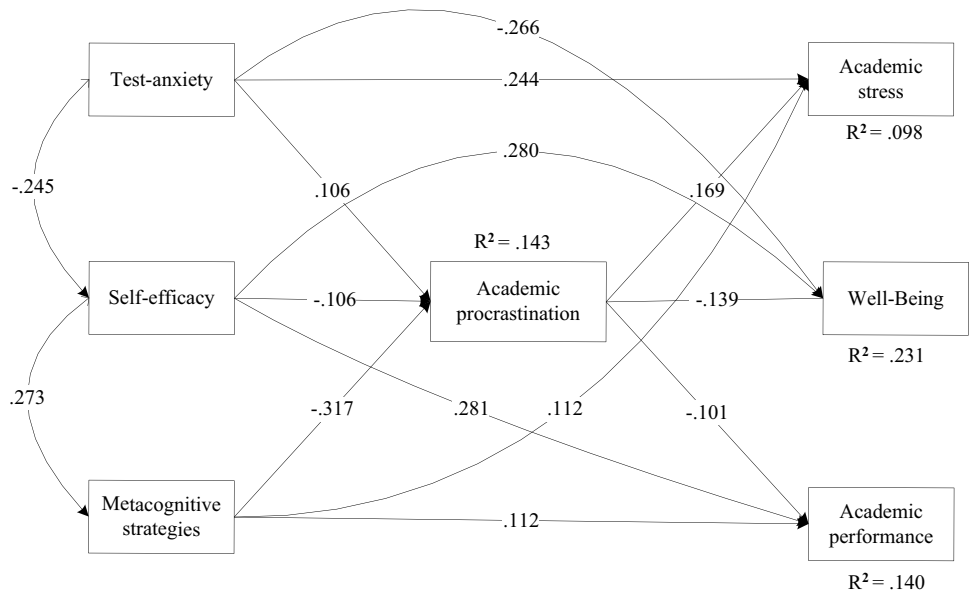 -.266
Test-anxiety
.244
Academic
stress
R² = .098
.280
-.245
.106
.169
R² = .143
Self-efficacy
-.106
Academic
procrastination
-.139
Well-Being
R² = .231
.273
-.317
.281
.112
-.101
Metacognitive
strategies
.112
Academic
performance
R² = .140